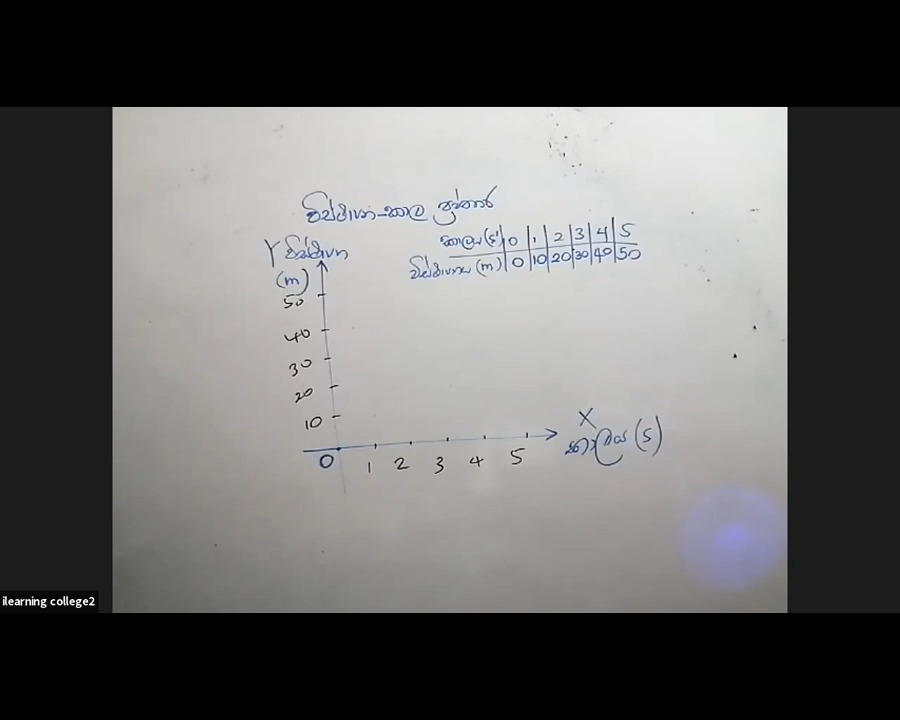 විස්ථාපන-කාල ප්‍රස්තාර
කාලය (s) 0 1 2 3 4 5
විස්ථාපනය (m) 0 10 20 30 40 50
Y විස්ථාපන
(m)
50
40
30
20
10
0 1 2 3 4 5
X
කාලය (s)
ilearning college2